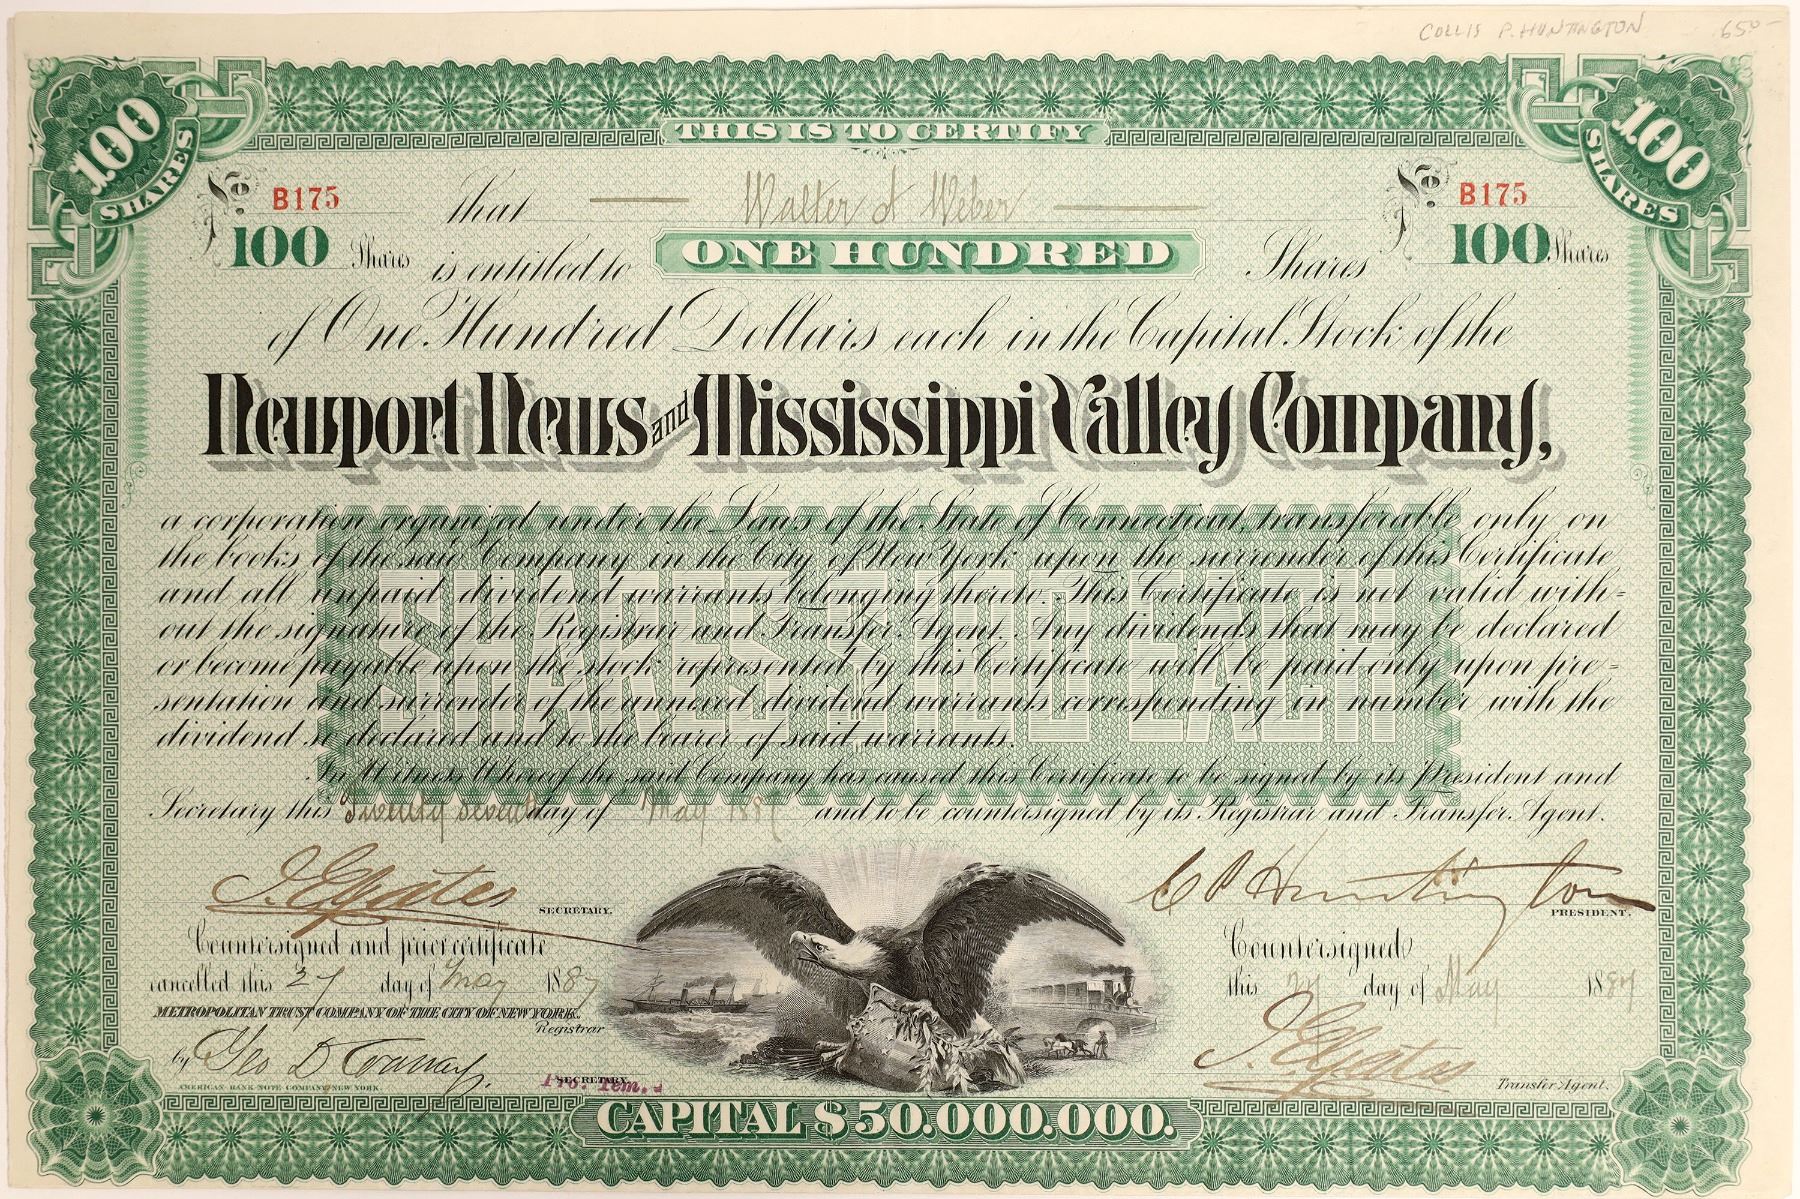 COLLIS P. HUNTINGTON 650-
100 SHARES
THIS IS TO CERTIFY
100 SHARES
No. B175 that Walter J Weber No. B175
100 Shares is entitled to ONE HUNDRED Shares 100 Shares
of One Hundred Dollars each in the Capital Stock of the
Newport News and Mississippi Valley Company,
a corporation organized under the Laws of the State of Connecticut, transferable only on
the books of the said Company in the City of New York upon the surrender of this Certificate
and all unpaid dividend warrants belonging thereto. This Certificate is not valid with=
out the signature of the Registrar and Transfer Agent. Any dividends that may be declared
or become payable upon the stock represented by this Certificate will be paid only upon pre=
sentation and surrender of the annexed dividend warrants corresponding in number with the
dividend so declared and to the bearer of said warrants.
SHARES $100 EACH
In Witness Whereof the said Company has caused this Certificate to be signed by its President and
Secretary this Twenty seventh day of May 1887 and to be countersigned by its Registrar and Transfer Agent.
I. E. Gates SECRETARY.
C P Huntington PRESIDENT.
Countersigned and prior certificate
cancelled this 27 day of May 1887
METROPOLITAN TRUST COMPANY OF THE CITY OF NEW YORK.
Registrar
by Geo D
SECRETARY.
Pro. Tem.
AMERICAN BANK NOTE COMPANY NEW YORK.
Countersigned
this 27 day of May 1887
I. E. Gates
Transfer Agent.
CAPITAL $50.000.000.